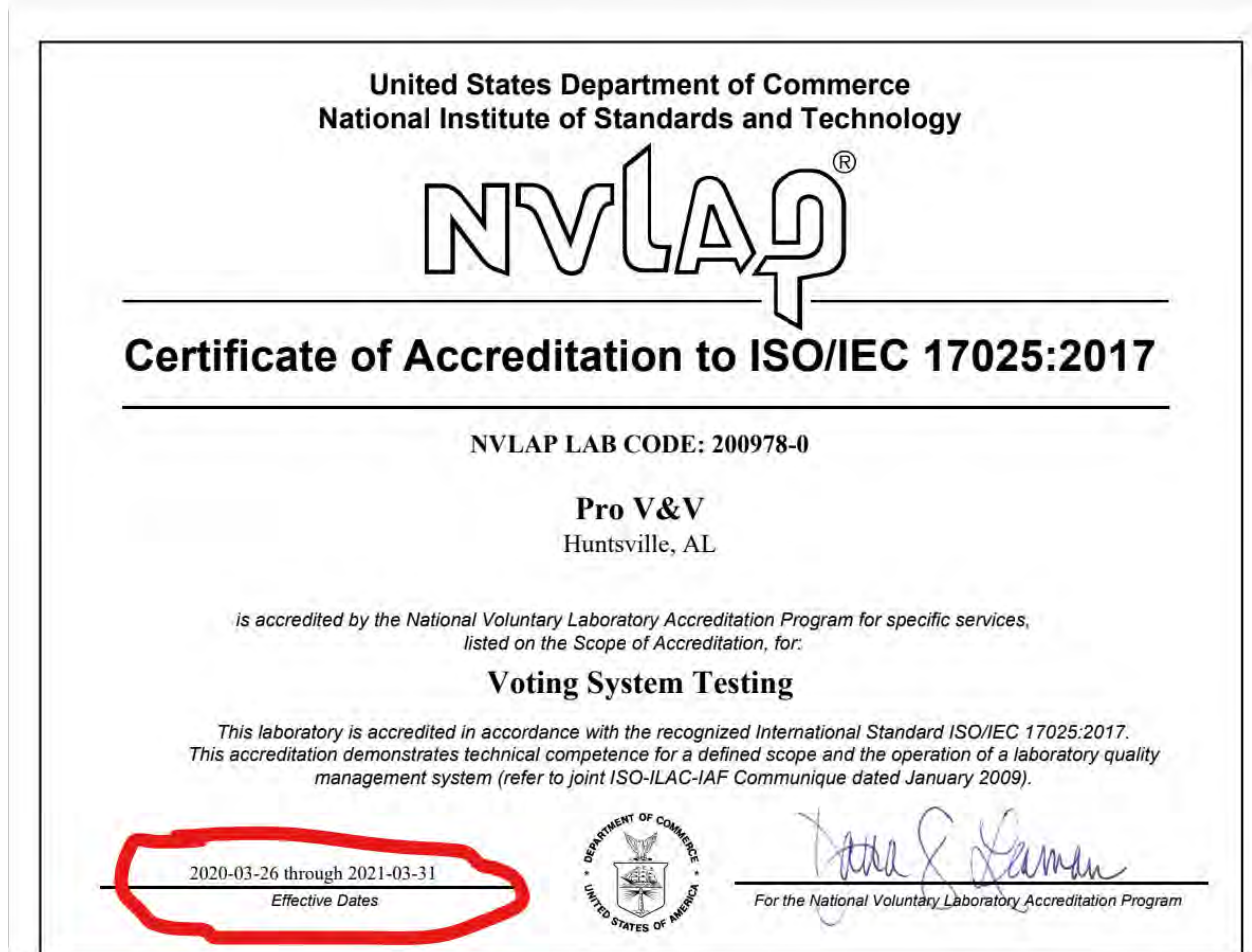 United States Department of Commerce
National Institute of Standards and Technology
NVLAP®
Certificate of Accreditation to ISO/IEC 17025:2017
NVLAP LAB CODE: 200978-0
Pro V&V
Huntsville, AL
is accredited by the National Voluntary Laboratory Accreditation Program for specific services,
listed on the Scope of Accreditation, for:
Voting System Testing
This laboratory is accredited in accordance with the recognized International Standard ISO/IEC 17025:2017.
This accreditation demonstrates technical competence for a defined scope and the operation of a laboratory quality
management system (refer to joint ISO-ILAC-IAF Communique dated January 2009).
2020-03-26 through 2021-03-31
Effective Dates
DEPARTMENT OF COMMERCE
UNITED STATES OF AMERICA
For the National Voluntary Laboratory Accreditation Program